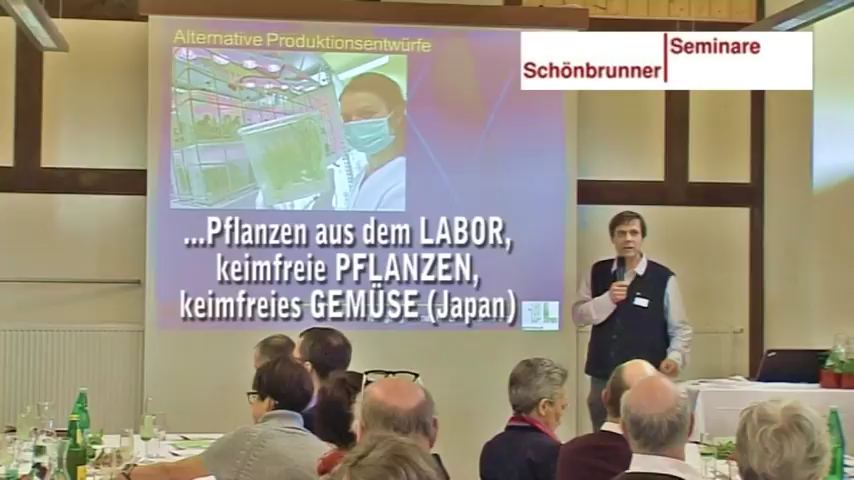 Alternative Produktionsentwürfe
Schönbrunner Seminare
...Pflanzen aus dem LABOR,
keimfreie PFLANZEN,
keimfreies GEMÜSE (Japan)